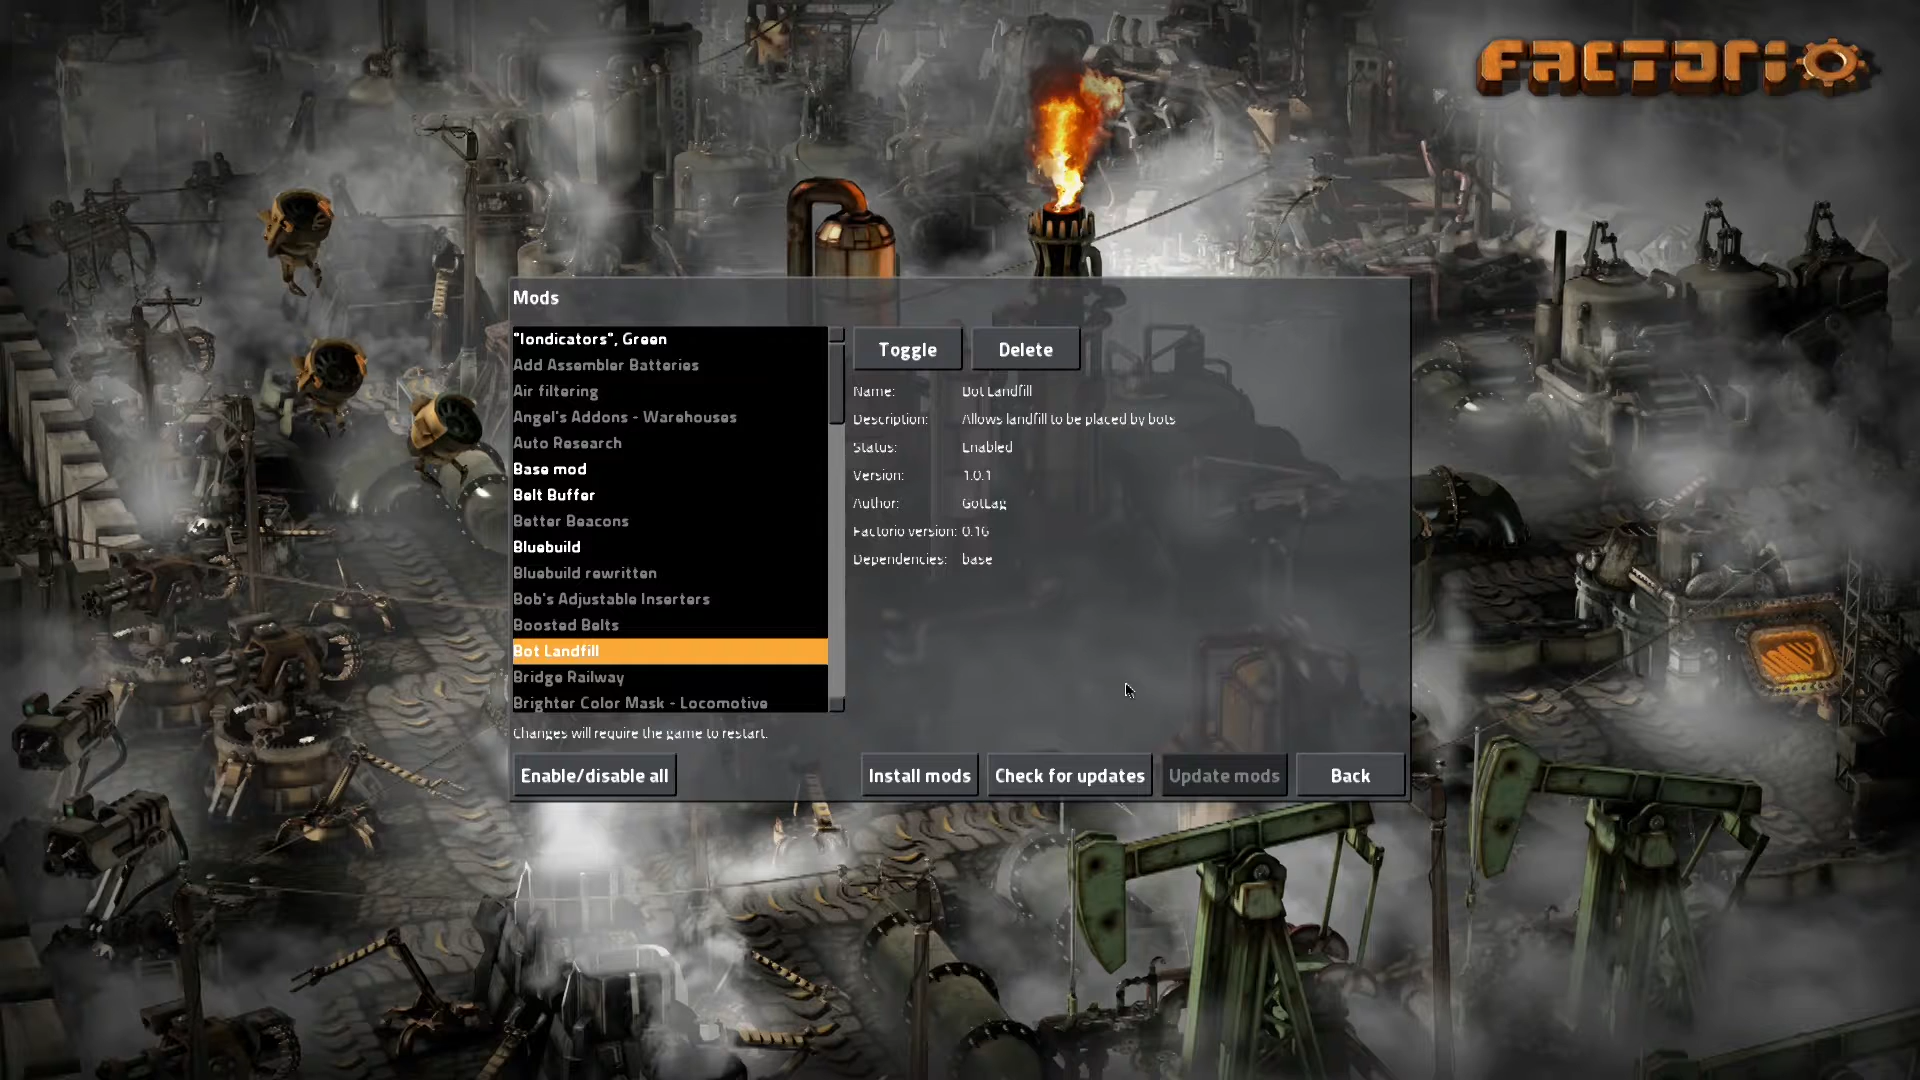 FACTORIO
Mods
"Iondicators", Green
Add Assembler Batteries
Air filtering
Angel's Addons - Warehouses
Auto Research
Base mod
Belt Buffer
Better Beacons
Bluebuild
Bluebuild rewritten
Bob's Adjustable Inserters
Boosted Belts
Bot Landfill
Bridge Railway
Brighter Color Mask - Locomotive
Changes will require the game to restart.
Toggle
Delete
Name: Bot Landfill
Description: Allows landfill to be placed by bots
Status: Enabled
Version: 1.0.1
Author: GotLag
Factorio version: 0.16
Dependencies: base
Enable/disable all
Install mods
Check for updates
Update mods
Back